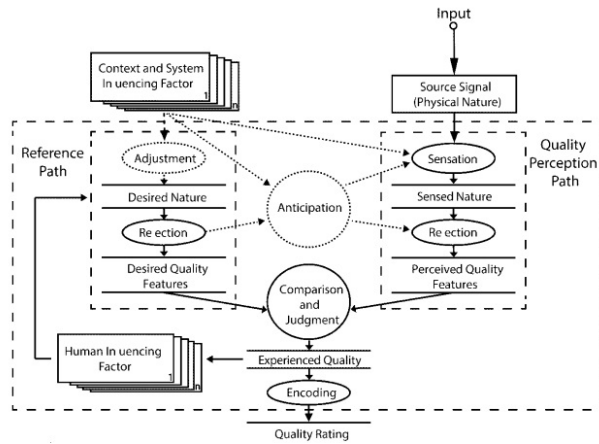 Input
Context and System
In uencing Factor
1
n
Source Signal
(Physical Nature)
Reference
Path
Adjustment
Desired Nature
Re ection
Desired Quality
Features
Anticipation
Sensation
Sensed Nature
Re ection
Perceived Quality
Features
Quality
Perception
Path
Comparison
and
Judgment
Human In uencing
Factor
1
n
Experienced Quality
Encoding
Quality Rating